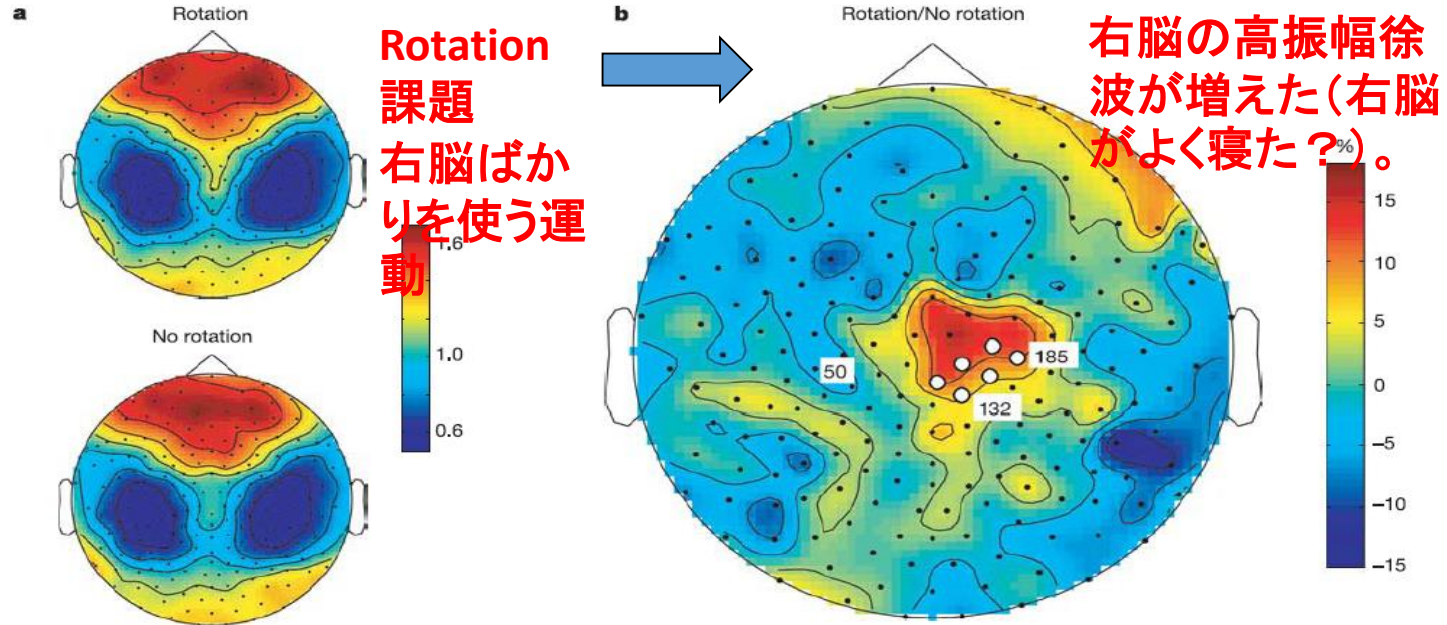 a
Rotation
Rotation
課題
右脳ばか
りを使う運
動
1.6
1.0
0.6
No rotation
b
Rotation/No rotation
右脳の高振幅徐
波が増えた(右脳
がよく寝た?)。
%
15
10
5
0
−5
−10
−15
50
185
132